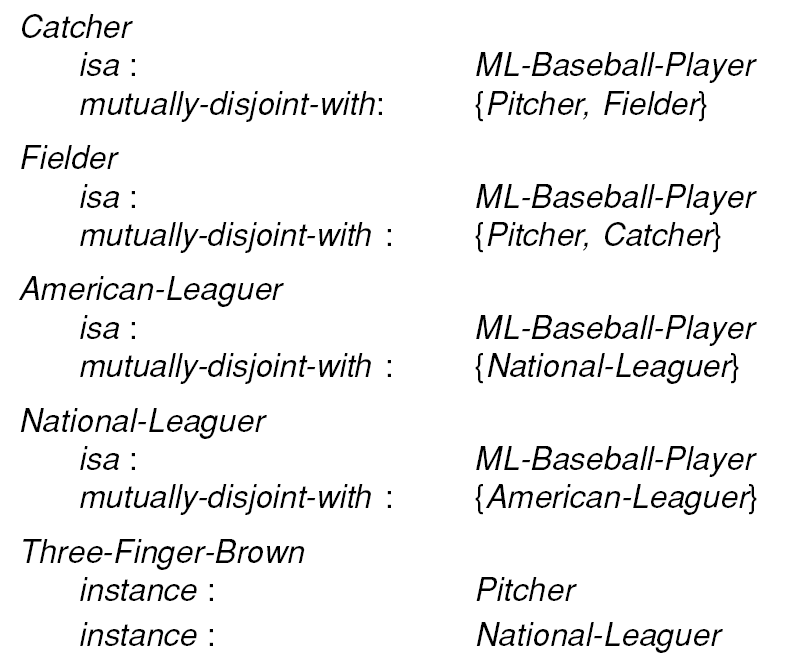 Catcher
isa : ML-Baseball-Player
mutually-disjoint-with: {Pitcher, Fielder}
Fielder
isa : ML-Baseball-Player
mutually-disjoint-with : {Pitcher, Catcher}
American-Leaguer
isa : ML-Baseball-Player
mutually-disjoint-with : {National-Leaguer}
National-Leaguer
isa : ML-Baseball-Player
mutually-disjoint-with : {American-Leaguer}
Three-Finger-Brown
instance : Pitcher
instance : National-Leaguer